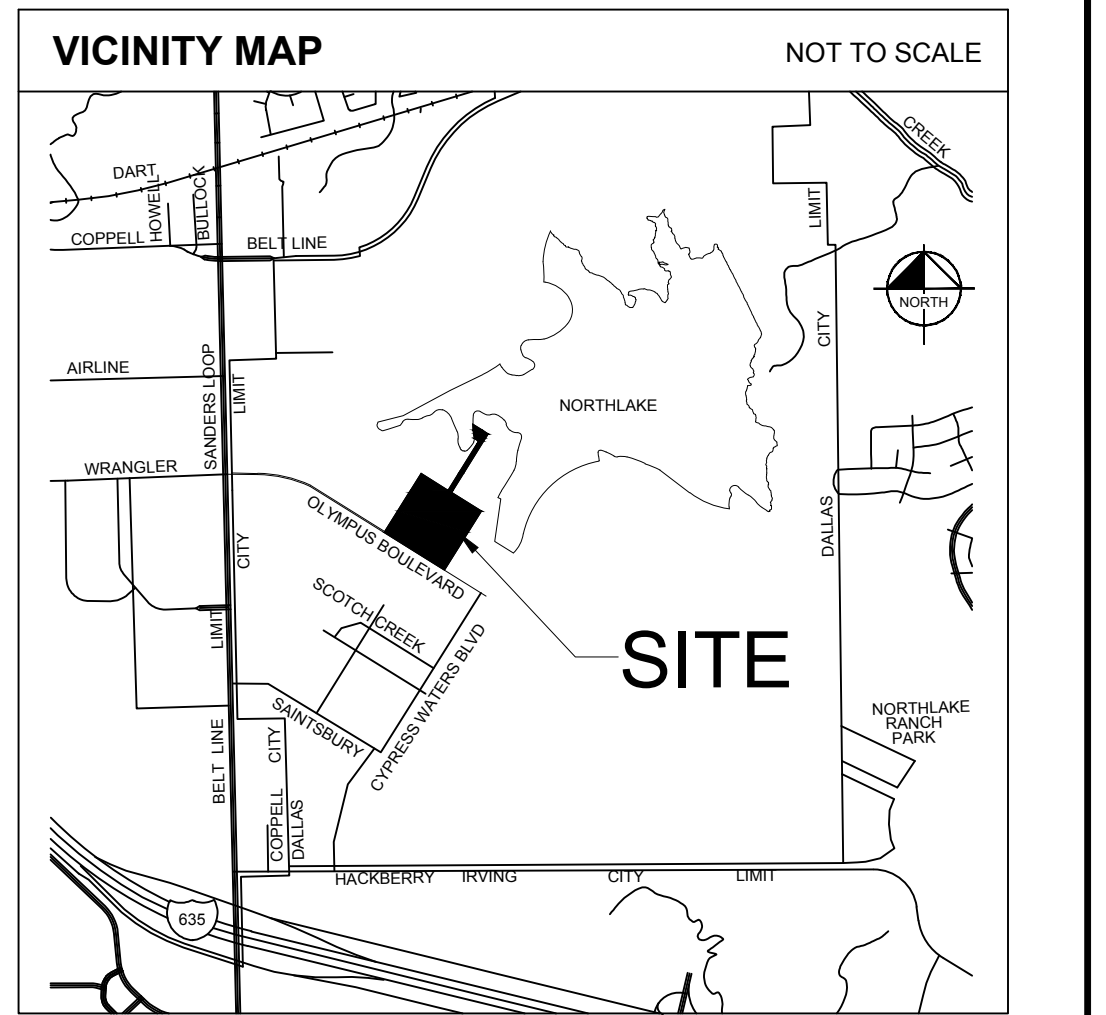 VICINITY MAP
NOT TO SCALE
CREEK
DART
HOWELL
BULLOCK
LIMIT
COPPELL
BELT LINE
NORTH
CITY
AIRLINE
SANDERS LOOP
LIMIT
NORTHLAKE
WRANGLER
OLYMPUS BOULEVARD
DALLAS
CITY
SCOTCH CREEK
LIMIT
SITE
CYPRESS WATERS BLVD
SAINTSBURY
NORTHLAKE
RANCH
PARK
BELT LINE
CITY
COPPELL
DALLAS
HACKBERRY
IRVING
CITY
LIMIT
635